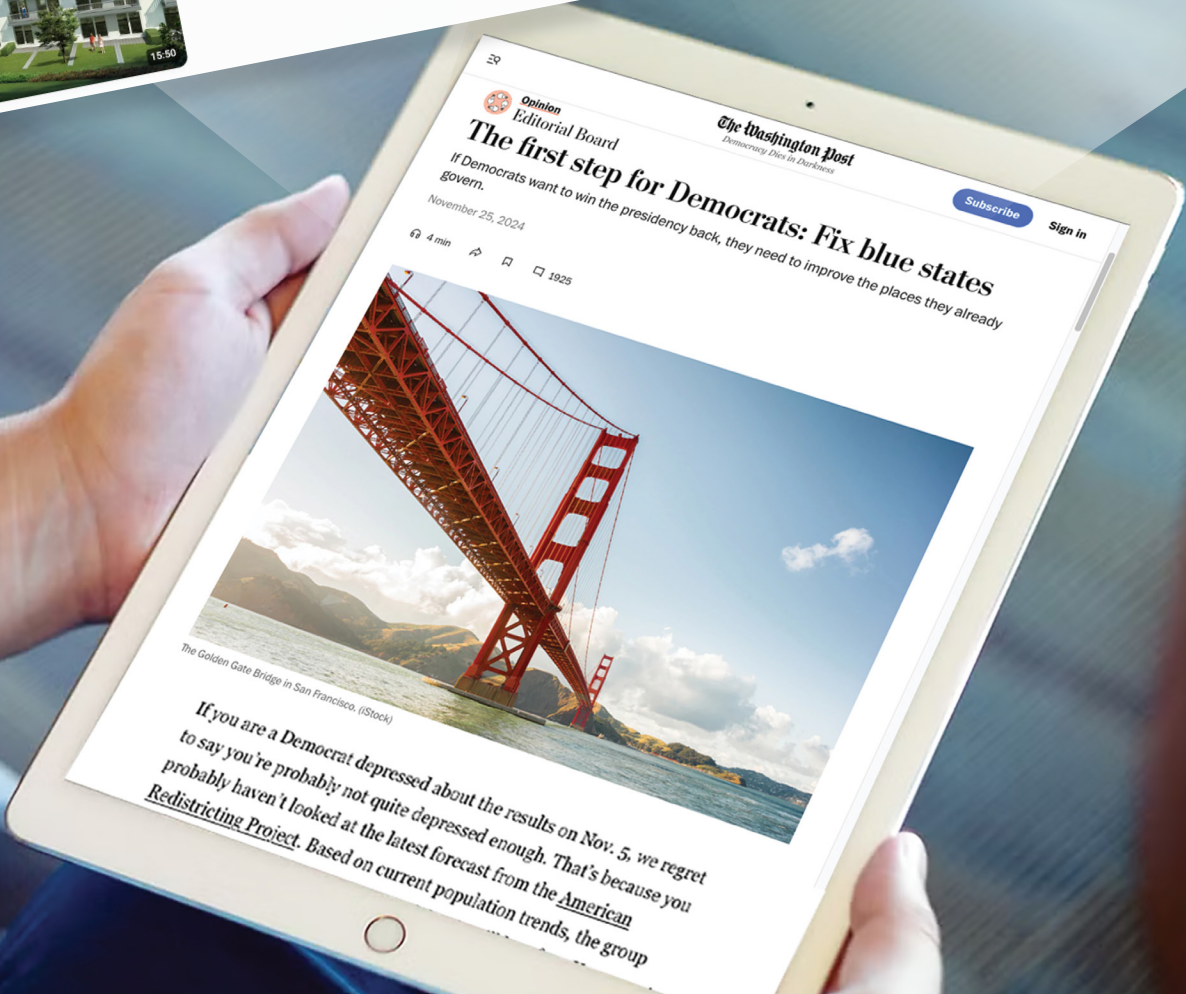 15:50
The Washington Post
Democracy Dies in Darkness
Subscribe
Sign in
Opinion
Editorial Board
The first step for Democrats: Fix blue states
If Democrats want to win the presidency back, they need to improve the places they already
govern.
November 25, 2024
4 min
1925
The Golden Gate Bridge in San Francisco. (iStock)
If you are a Democrat depressed about the results on Nov. 5, we regret
to say you're probably not quite depressed enough. That's because you
probably haven't looked at the latest forecast from the American
Redistricting Project. Based on current population trends, the group